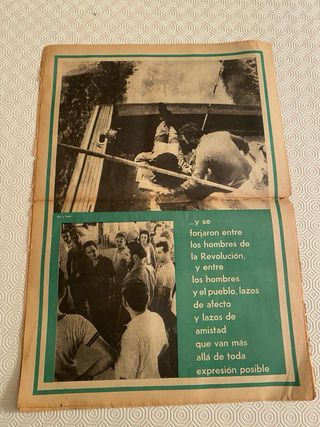 ...y se
forjaron entre
los hombres de
la Revolución,
y entre
los hombres
y el pueblo, lazos
de afecto
y lazos de
amistad
que van más
allá de toda
expresión posible